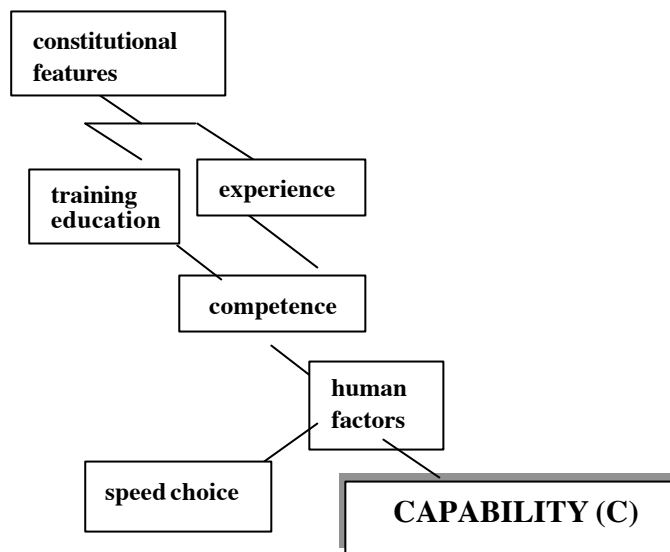 constitutional
features
training
education
experience
competence
human
factors
speed choice
CAPABILITY (C)